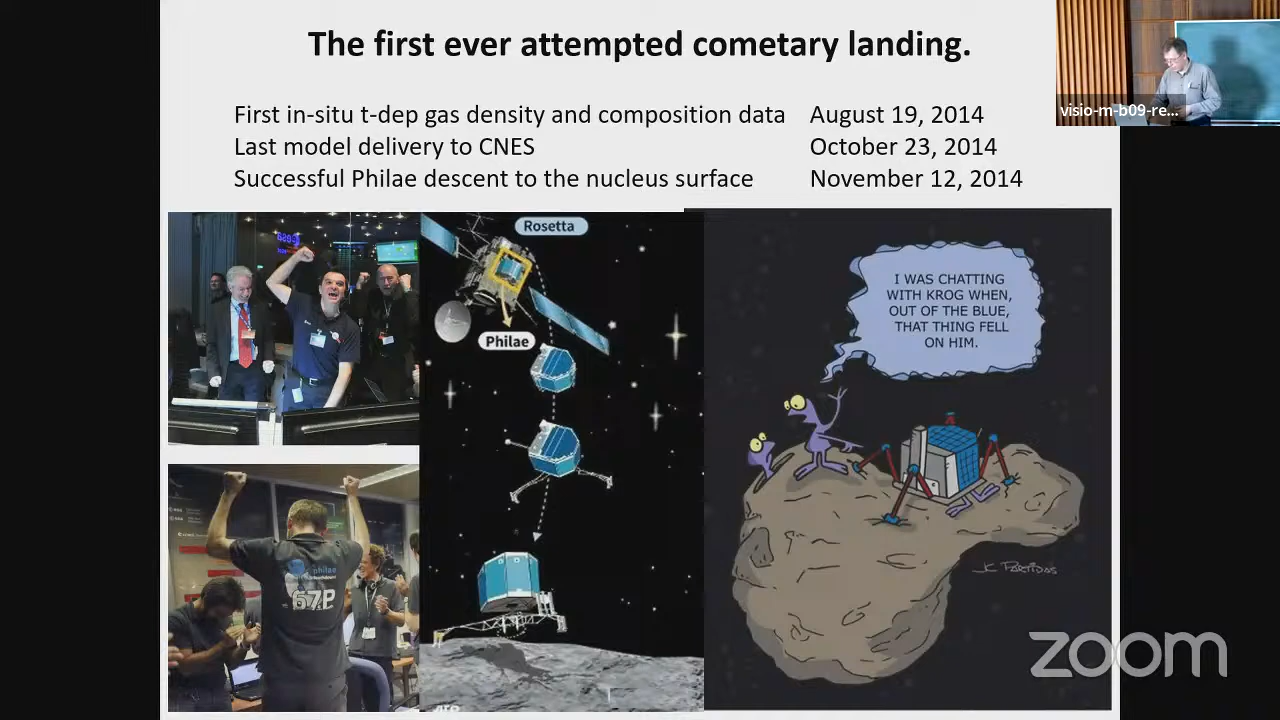 The first ever attempted cometary landing.
visio-m-b09-re...
First in-situ t-dep gas density and composition data August 19, 2014
Last model delivery to CNES October 23, 2014
Successful Philae descent to the nucleus surface November 12, 2014
Rosetta
Philae
I WAS CHATTING
WITH KROG WHEN,
OUT OF THE BLUE,
THAT THING FELL
ON HIM.
philae
67P
JC PARTIDAS
AFP
zoom